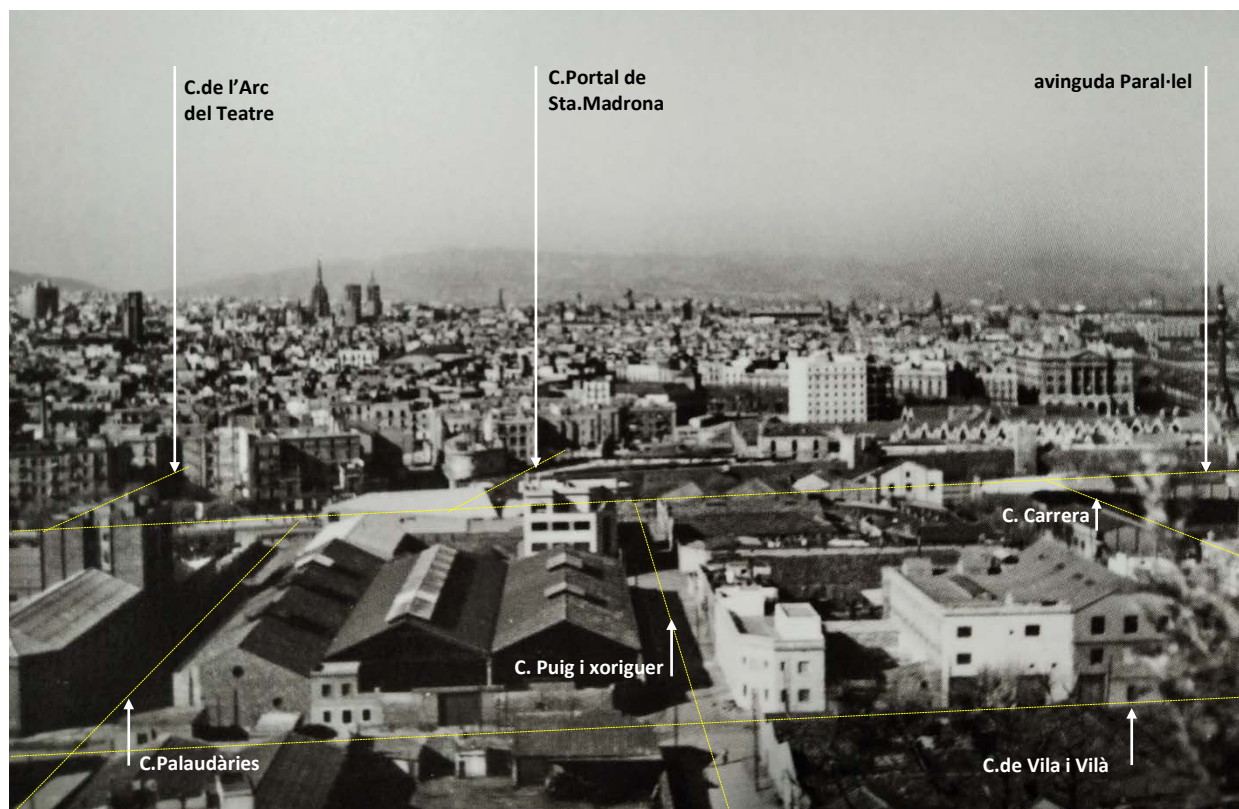 C.de l’Arc
del Teatre
C.Portal de
Sta.Madrona
avinguda Paral·lel
C. Carrera
C. Puig i xoriguer
C.Palaudàries
C.de Vila i Vilà